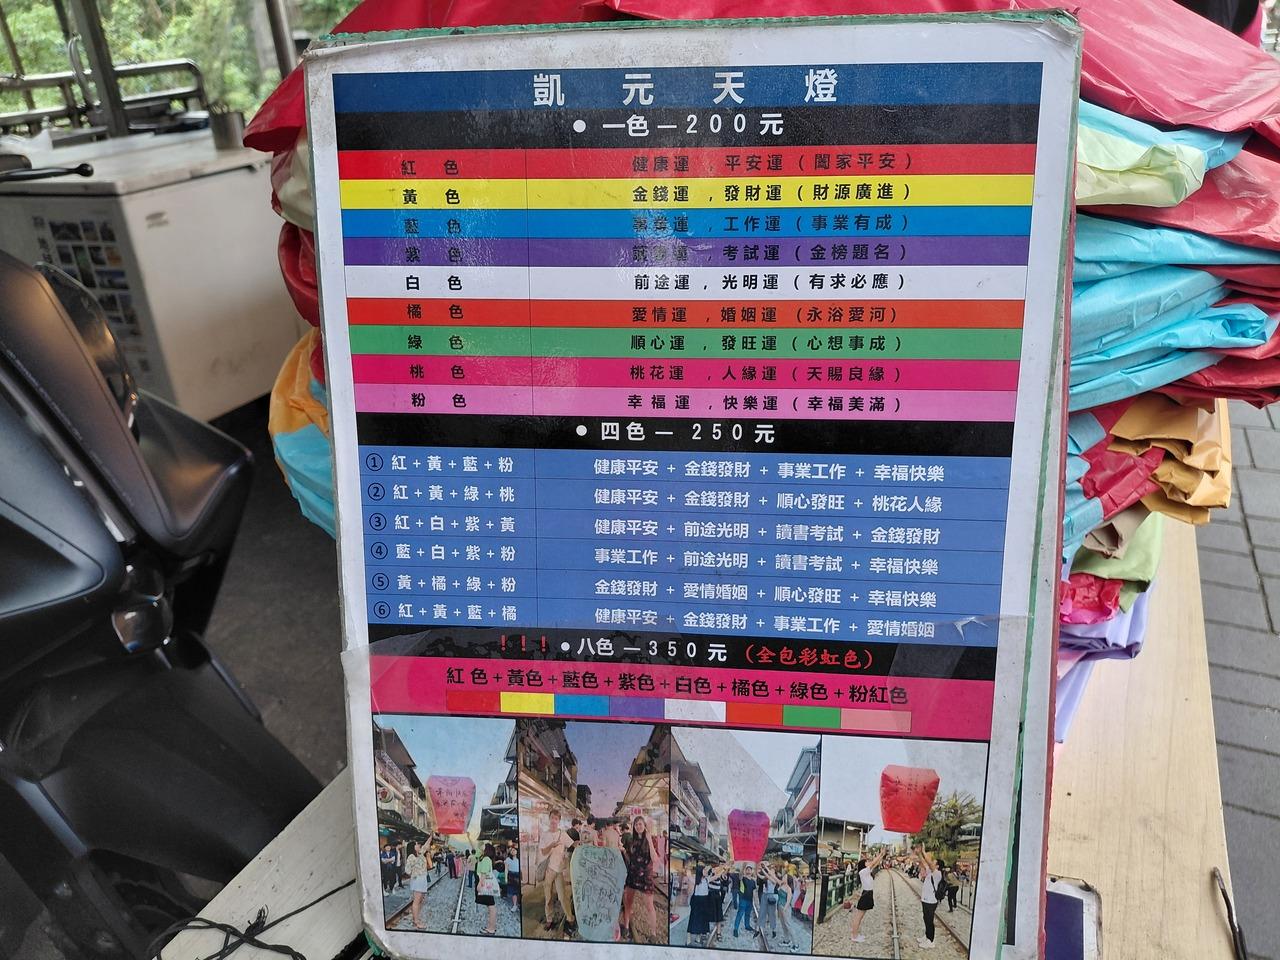 凱元天燈
● 一色 — 200 元
紅色 健康運 , 平安運 ( 闔家平安 )
黃色 金錢運 , 發財運 ( 財源廣進 )
藍色 事業運 , 工作運 ( 事業有成 )
紫色 運 , 考試運 ( 金榜題名 )
白色 前途運 , 光明運 ( 有求必應 )
橘色 愛情運 , 婚姻運 ( 永浴愛河 )
綠色 順心運 , 發旺運 ( 心想事成 )
桃色 桃花運 , 人緣運 ( 天賜良緣 )
粉色 幸福運 , 快樂運 ( 幸福美滿 )
● 四色 — 250 元
① 紅 + 黃 + 藍 + 粉 健康平安 + 金錢發財 + 事業工作 + 幸福快樂
② 紅 + 黃 + 綠 + 桃 健康平安 + 金錢發財 + 順心發旺 + 桃花人緣
③ 紅 + 白 + 紫 + 黃 健康平安 + 前途光明 + 讀書考試 + 金錢發財
④ 藍 + 白 + 紫 + 粉 事業工作 + 前途光明 + 讀書考試 + 幸福快樂
⑤ 黃 + 橘 + 綠 + 粉 金錢發財 + 愛情婚姻 + 順心發旺 + 幸福快樂
⑥ 紅 + 黃 + 藍 + 橘 健康平安 + 金錢發財 + 事業工作 + 愛情婚姻
!!! ● 八色 — 350 元 (全包彩虹色)
紅色+黃色+藍色+紫色+白色+橘色+綠色+粉紅色